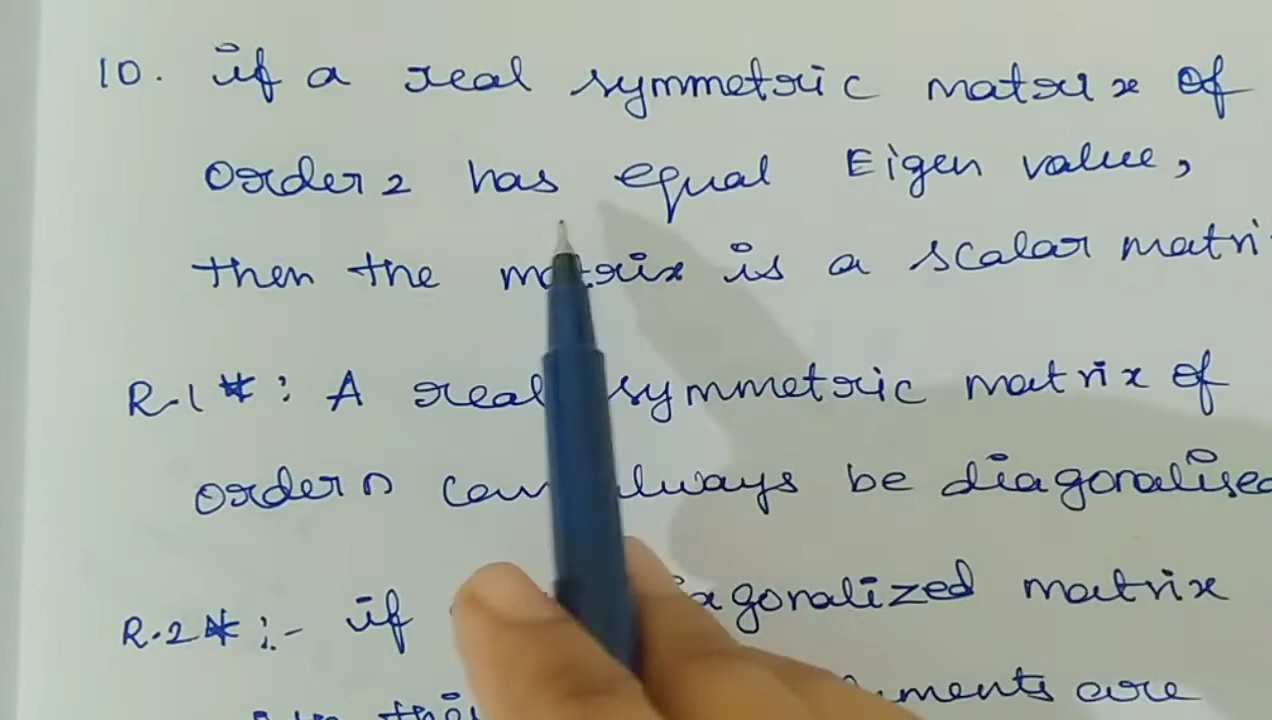 10. if a real symmetric matrix of
order 2 has equal Eigen value,
then the matrix is a scalar matri
R.1 * : A real symmetric matrix of
order n can always be diagonalised
R.2 * :- if diagonalized matrix
are